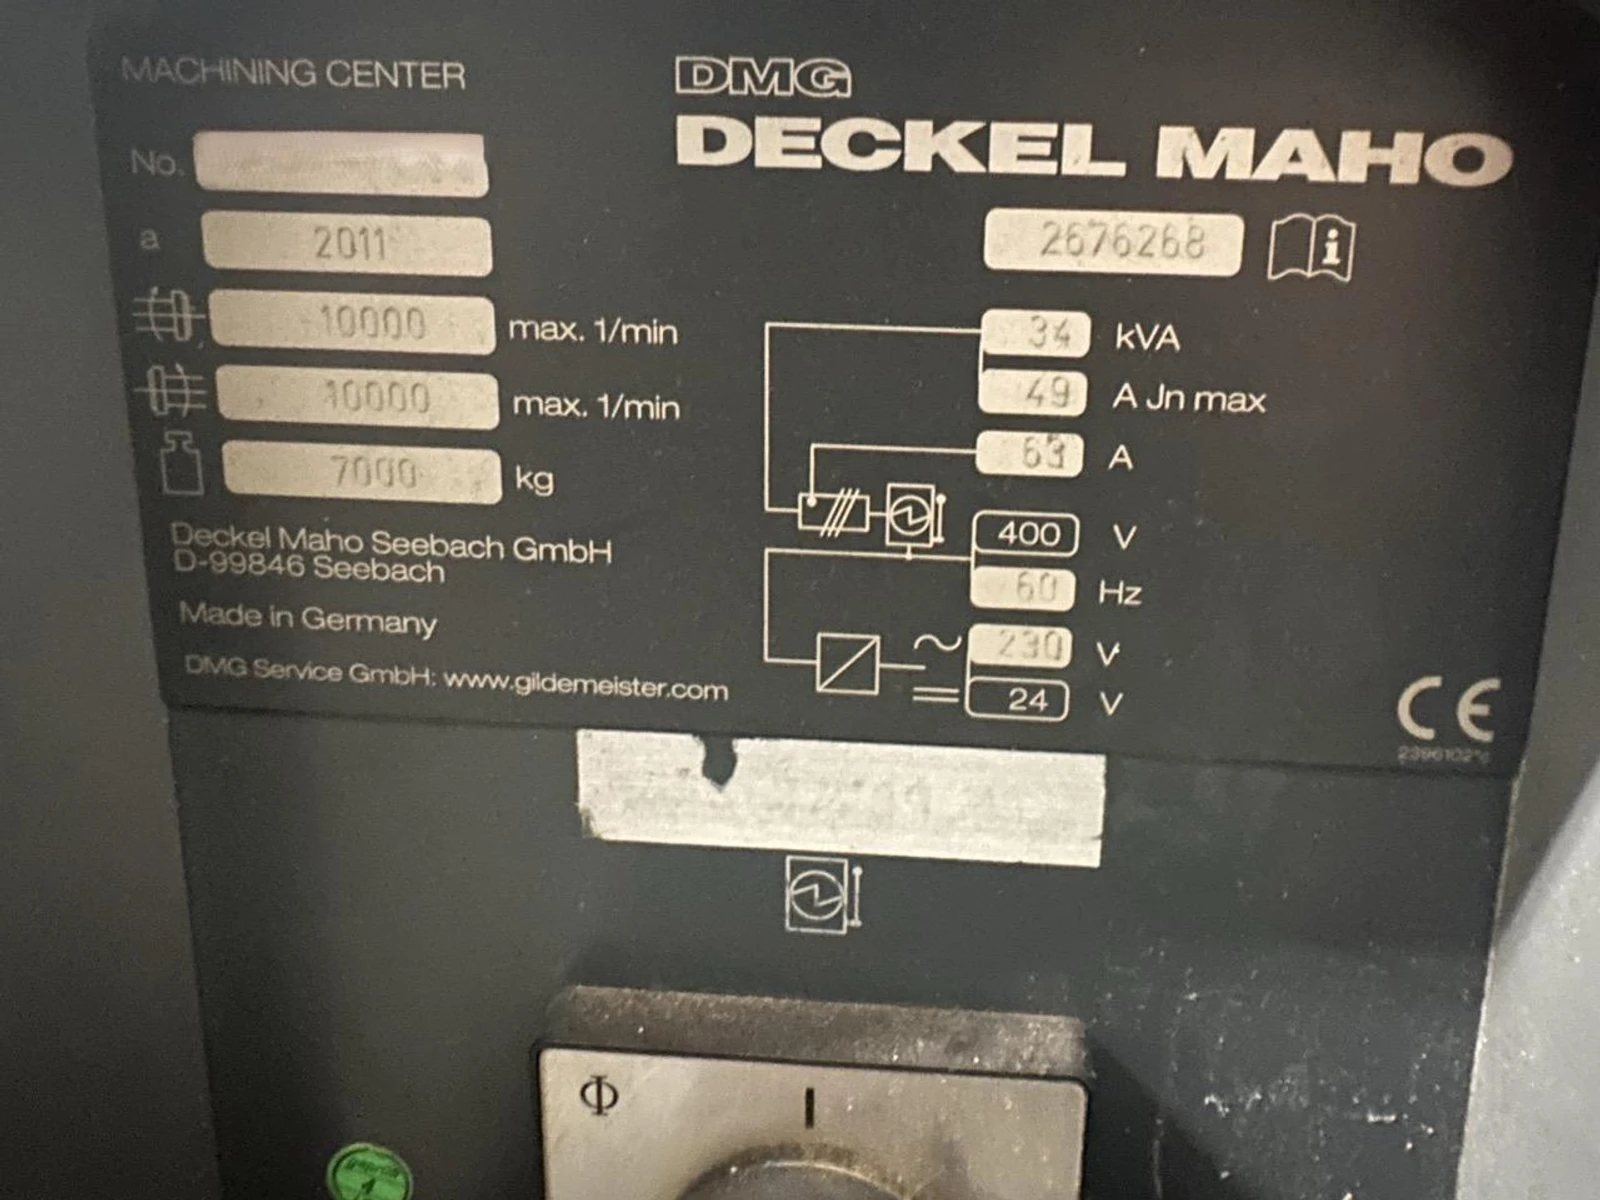 MACHINING CENTER
DMG
DECKEL MAHO
No.
a 2011
2676268
10000 max. 1/min
10000 max. 1/min
7000 kg
34 kVA
49 A Jn max
63 A
400 V
60 Hz
230 V
24 V
Deckel Maho Seebach GmbH
D-99846 Seebach
Made in Germany
DMG Service GmbH: www.gildemeister.com
CE